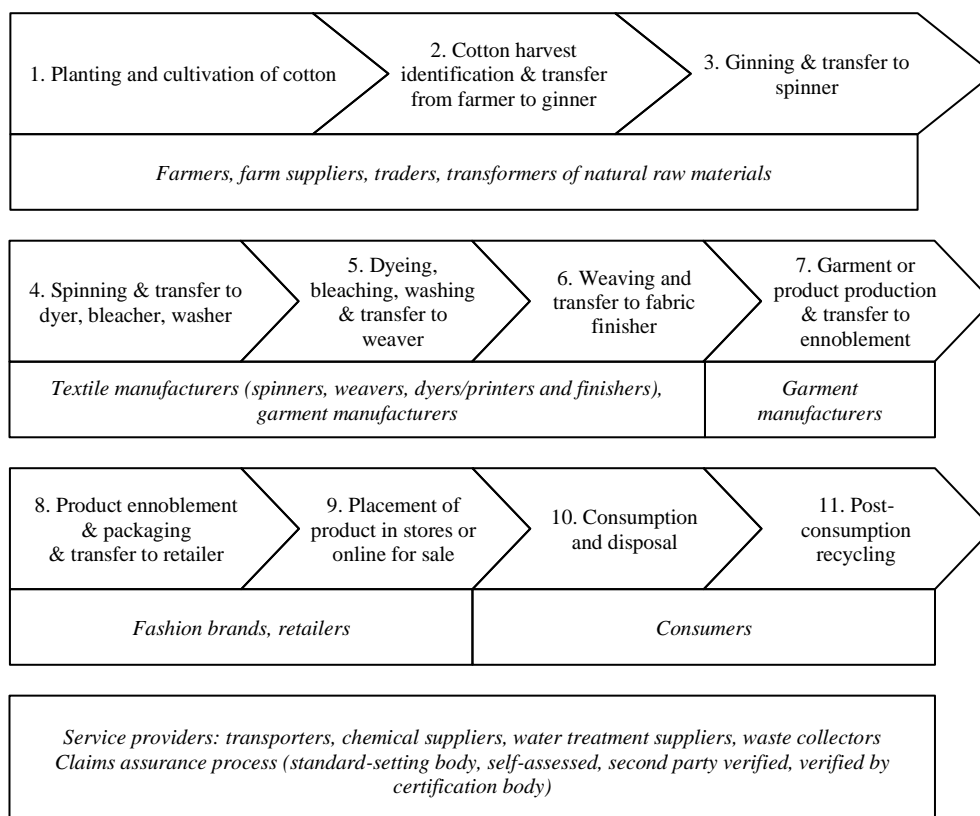 1. Planting and cultivation of cotton
2. Cotton harvest
identification & transfer
from farmer to ginner
3. Ginning & transfer to
spinner
Farmers, farm suppliers, traders, transformers of natural raw materials
4. Spinning & transfer to
dyer, bleacher, washer
5. Dyeing,
bleaching, washing
& transfer to
weaver
6. Weaving and
transfer to fabric
finisher
7. Garment or
product production
& transfer to
ennoblement
Textile manufacturers (spinners, weavers, dyers/printers and finishers),
garment manufacturers
Garment
manufacturers
8. Product ennoblement
& packaging
& transfer to retailer
9. Placement of
product in stores or
online for sale
10. Consumption
and disposal
11. Post-
consumption
recycling
Fashion brands, retailers
Consumers
Service providers: transporters, chemical suppliers, water treatment suppliers, waste collectors
Claims assurance process (standard-setting body, self-assessed, second party verified, verified by
certification body)